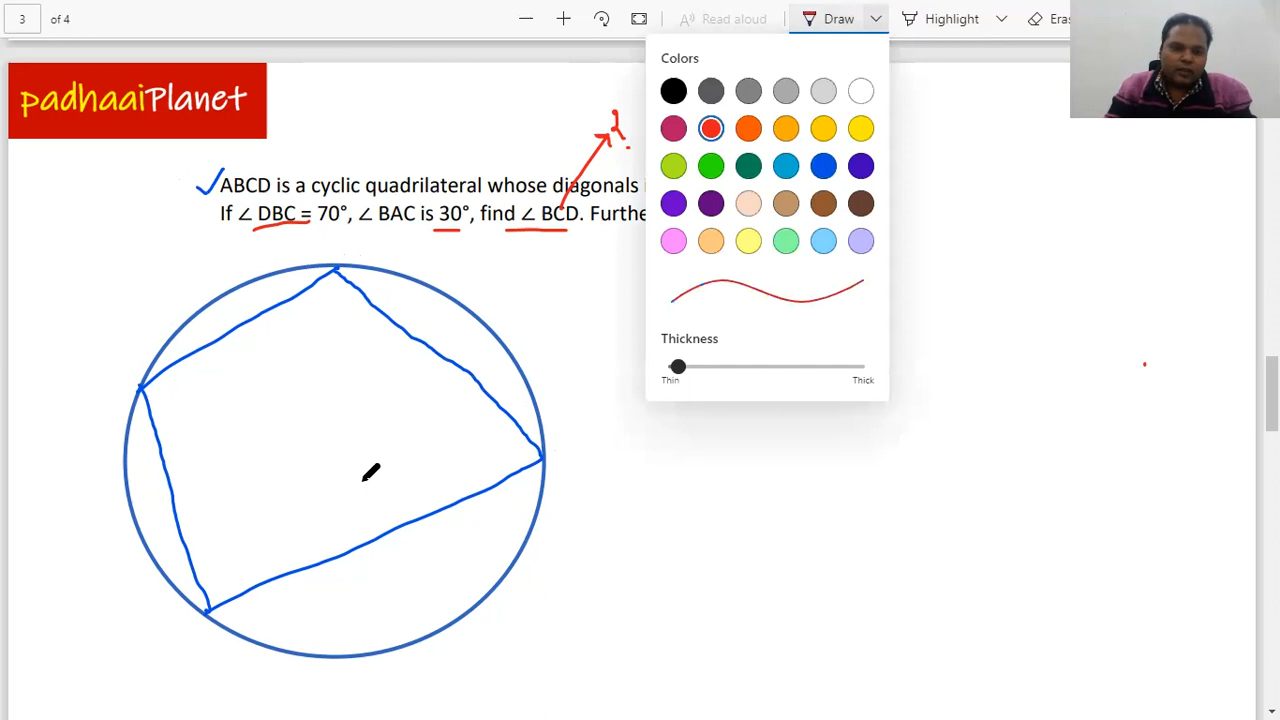 3 of 4
Read aloud
Draw
Highlight
Eras
Colors
padhaaiPlanet
?
ABCD is a cyclic quadrilateral whose diagonals i
If ∠ DBC = 70°, ∠ BAC is 30°, find ∠ BCD. Further
Thickness
Thin
Thick